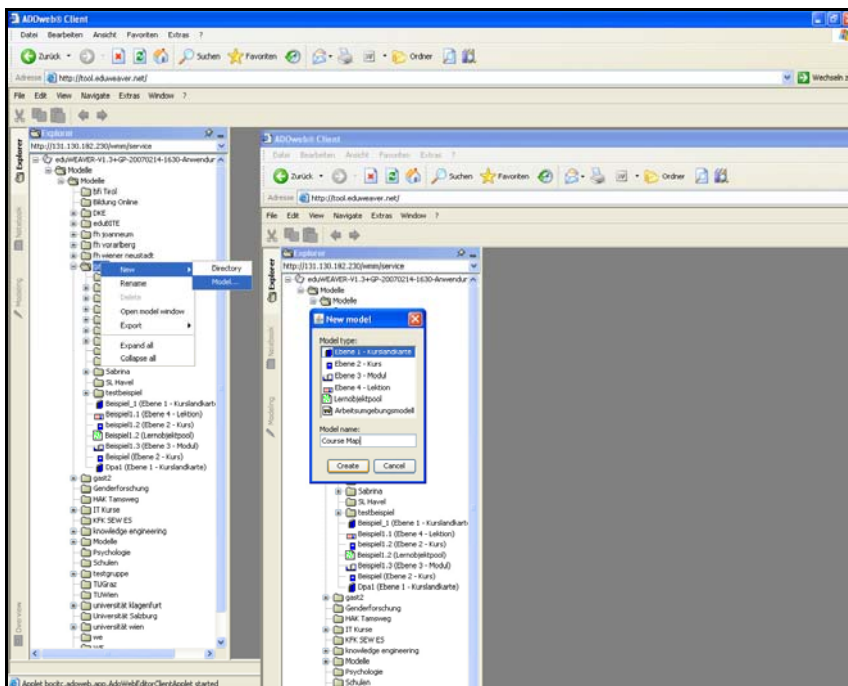 ADOweb® Client
Datei Bearbeiten Ansicht Favoriten Extras ?
Zurück Suchen Favoriten Ordner
Adresse http://tool.eduweaver.net/ Wechseln z
File Edit View Navigate Extras Window ?
Explorer
http://131.130.182.230/wmm/service
eduWEAVER-V1.3+GP-20070214-1630-Anwendur
Modelle
Modelle
bfi Tirol
Bildung Online
DKE
eduBITE
fh joanneum
fh vorarlberg
fh wiener neustadt
New
Directory
Model...
Rename
Delete
Open model window
Export
Expand all
Collapse all
Sabrina
SL Havel
testbeispiel
Beispiel_1 (Ebene 1 - Kurslandkart
Beispiel1.1 (Ebene 4 - Lektion)
beispiel1.2 (Ebene 2 - Kurs)
Beispiel1.2 (Lernobjektpool)
Beispiel1.3 (Ebene 3 - Modul)
Beispiel (Ebene 2 - Kurs)
Dpa1 (Ebene 1 - Kurslandkarte)
gast2
Genderforschung
HAK Tamsweg
IT Kurse
KFK SEW ES
knowledge engineering
Modelle
Psychologie
Schulen
testgruppe
TUGraz
TUWien
universität klagenfurt
Universität Salzburg
universität wien
we
Explorer
Notebook
Modeling
Overview
Applet bocitc.adoweb.app.AdoWebEditorClientApplet started
ADOweb® Client
Datei Bearbeiten Ansicht Favoriten Extras ?
Zurück Suchen Favoriten Ordner
Adresse http://tool.eduweaver.net/
File Edit View Navigate Extras Window ?
Explorer
http://131.130.182.230/wmm/service
eduWEAVER-V1.3+GP-20070214-1630-Anwendur
Modelle
Modelle
New model
Model type:
Ebene 1 - Kurslandkarte
Ebene 2 - Kurs
Ebene 3 - Modul
Ebene 4 - Lektion
Lernobjektpool
Arbeitsumgebungsmodell
Model name:
Course Map
Create Cancel
Sabrina
SL Havel
testbeispiel
Beispiel_1 (Ebene 1 - Kurslandkart
Beispiel1.1 (Ebene 4 - Lektion)
beispiel1.2 (Ebene 2 - Kurs)
Beispiel1.2 (Lernobjektpool)
Beispiel1.3 (Ebene 3 - Modul)
Beispiel (Ebene 2 - Kurs)
Dpa1 (Ebene 1 - Kurslandkarte)
gast2
Genderforschung
HAK Tamsweg
IT Kurse
KFK SEW ES
knowledge engineering
Modelle
Psychologie
Schulen
Explorer
Notebook
Modeling